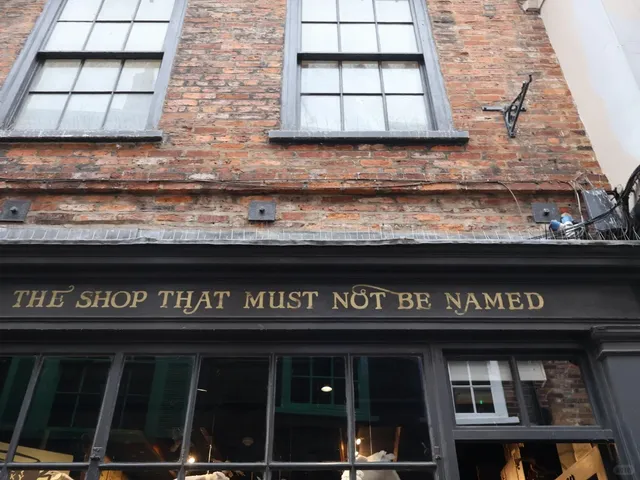 THE SHOP THAT MUST NOT BE NAMED